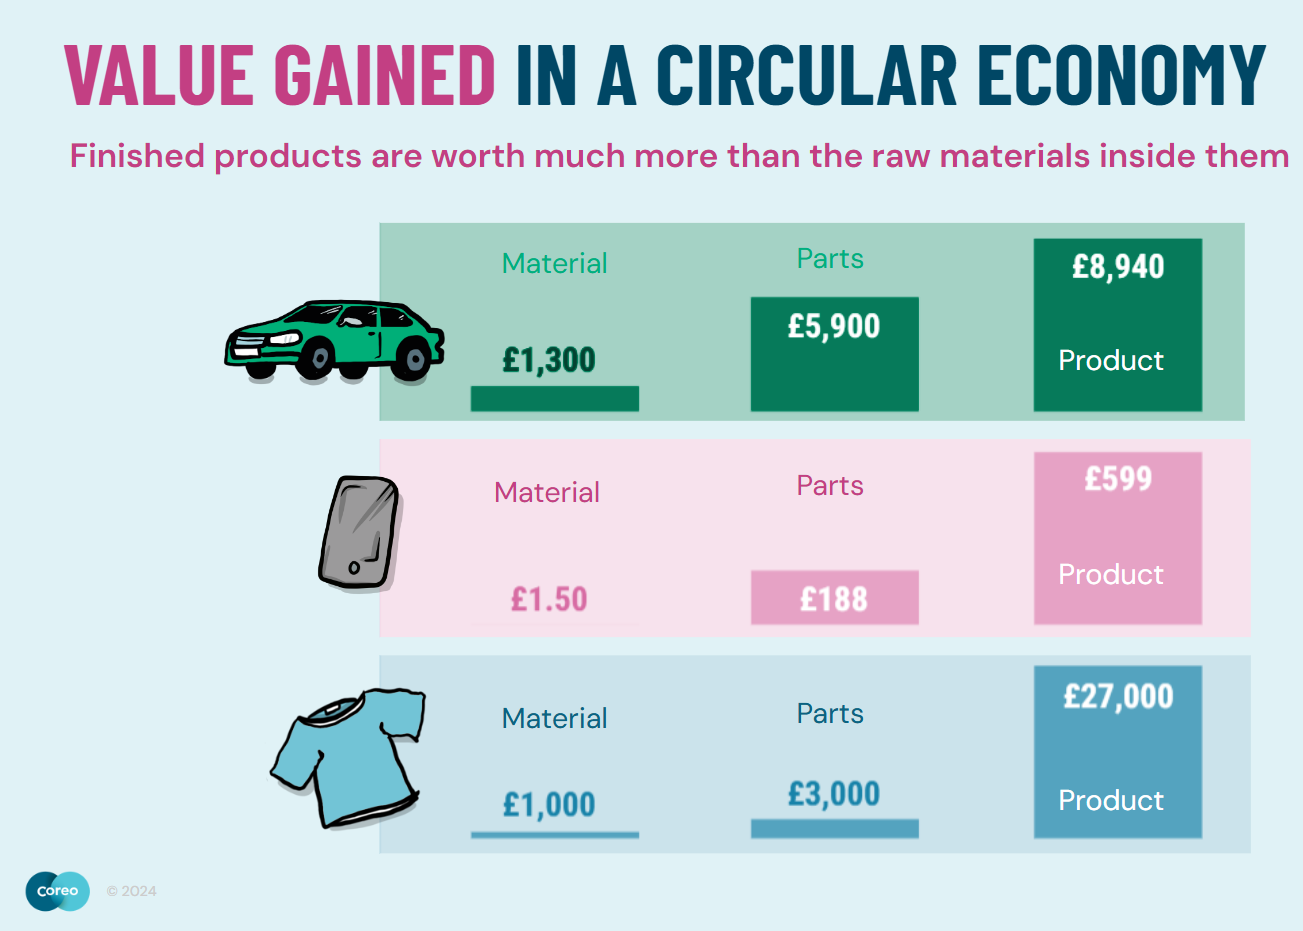 VALUE GAINED IN A CIRCULAR ECONOMY
Finished products are worth much more than the raw materials inside them
Material
£1,300
Parts
£5,900
£8,940
Product
Material
£1.50
Parts
£188
£599
Product
Material
£1,000
Parts
£3,000
£27,000
Product
Coreo
© 2024